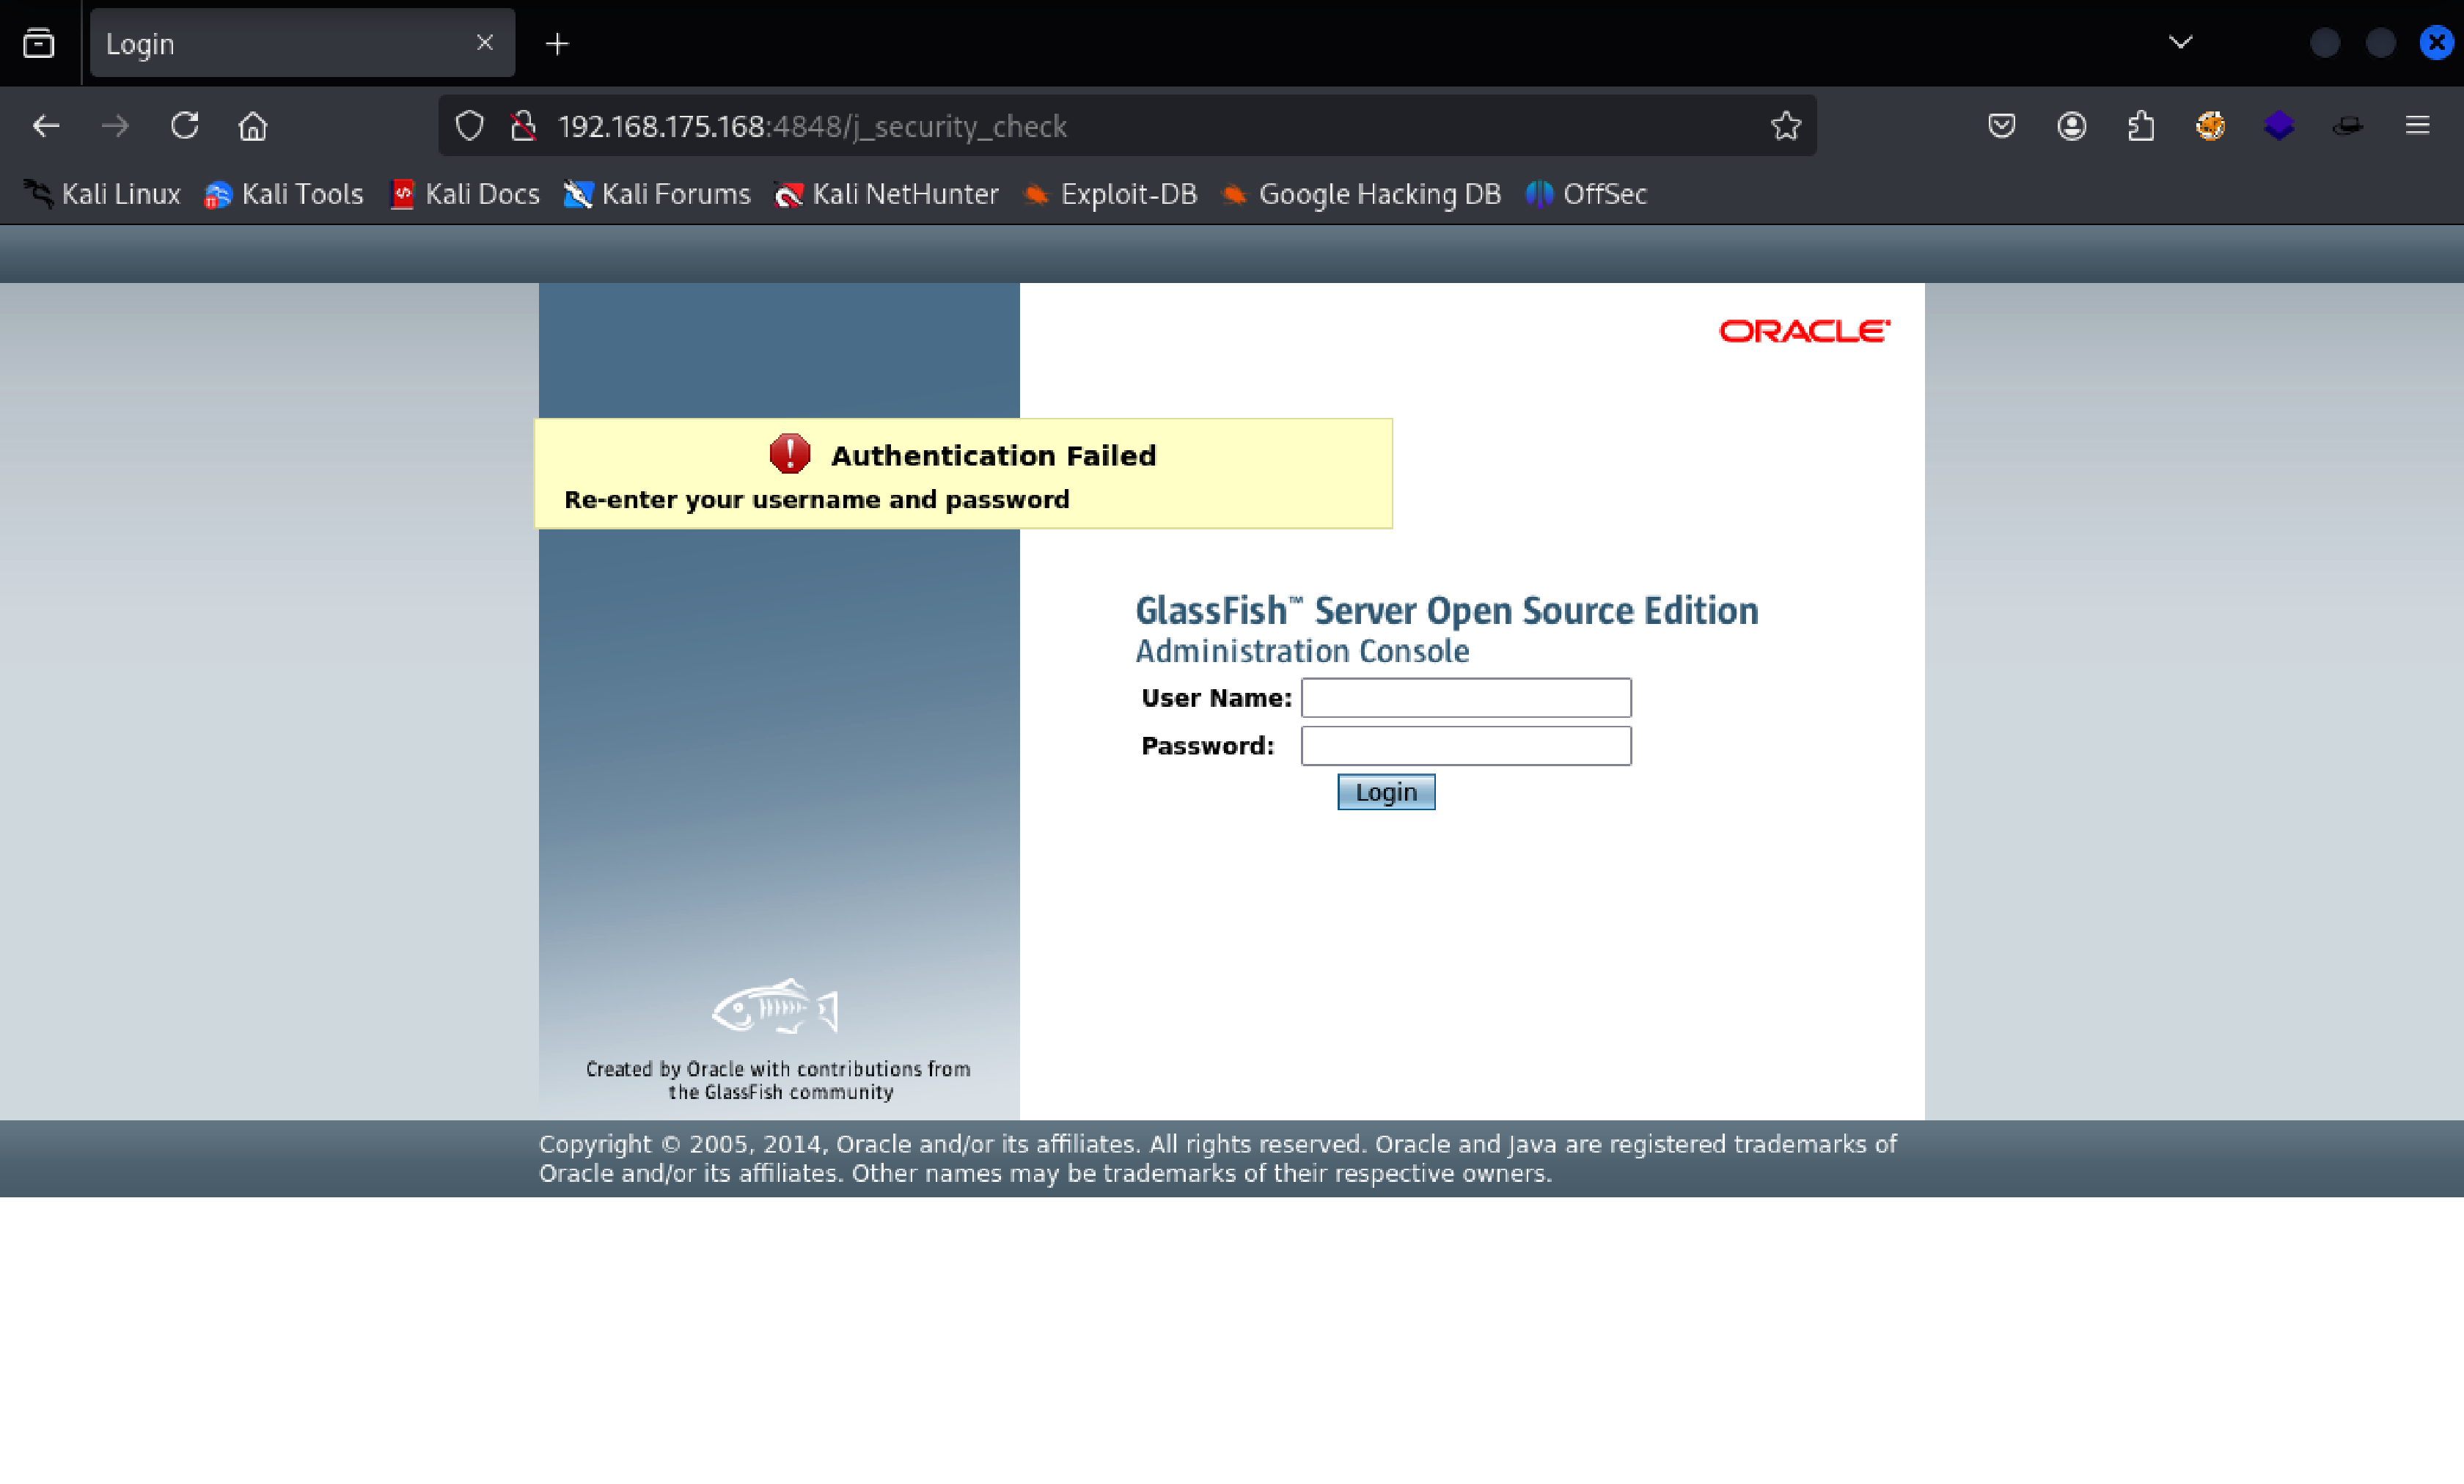 Login
192.168.175.168:4848/j_security_check
Kali Linux Kali Tools Kali Docs Kali Forums Kali NetHunter Exploit-DB Google Hacking DB OffSec
ORACLE
Authentication Failed
Re-enter your username and password
GlassFish™ Server Open Source Edition
Administration Console
User Name:
Password:
Login
Created by Oracle with contributions from
the GlassFish community
Copyright © 2005, 2014, Oracle and/or its affiliates. All rights reserved. Oracle and Java are registered trademarks of
Oracle and/or its affiliates. Other names may be trademarks of their respective owners.